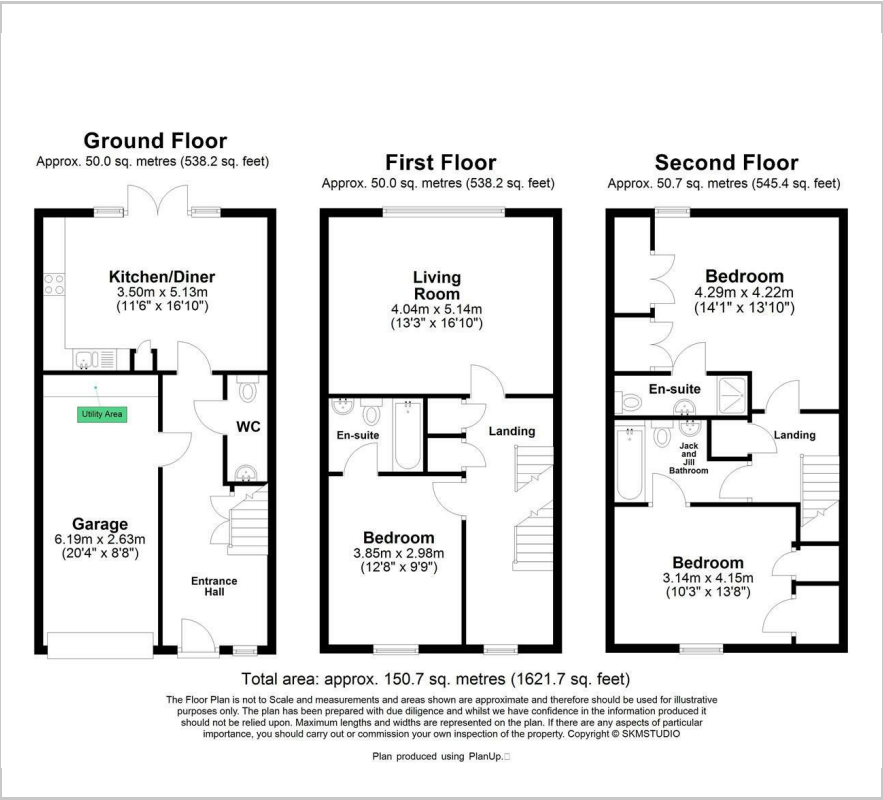 Ground Floor
Approx. 50.0 sq. metres (538.2 sq. feet)
Kitchen/Diner
3.50m x 5.13m
(11'6" x 16'10")
Utility Area
WC
Garage
6.19m x 2.63m
(20'4" x 8'8")
Entrance
Hall
First Floor
Approx. 50.0 sq. metres (538.2 sq. feet)
Living
Room
4.04m x 5.14m
(13'3" x 16'10")
En-suite
Landing
Bedroom
3.85m x 2.98m
(12'8" x 9'9")
Second Floor
Approx. 50.7 sq. metres (545.4 sq. feet)
Bedroom
4.29m x 4.22m
(14'1" x 13'10")
En-suite
Jack
and
Jill
Bathroom
Landing
Bedroom
3.14m x 4.15m
(10'3" x 13'8")
Total area: approx. 150.7 sq. metres (1621.7 sq. feet)
The Floor Plan is not to Scale and measurements and areas shown are approximate and therefore should be used for illustrative
purposes only. The plan has been prepared with due diligence and whilst we have confidence in the information produced it
should not be relied upon. Maximum lengths and widths are represented on the plan. If there are any aspects of particular
importance, you should carry out or commission your own inspection of the property. Copyright © SKMSTUDIO
Plan produced using PlanUp.